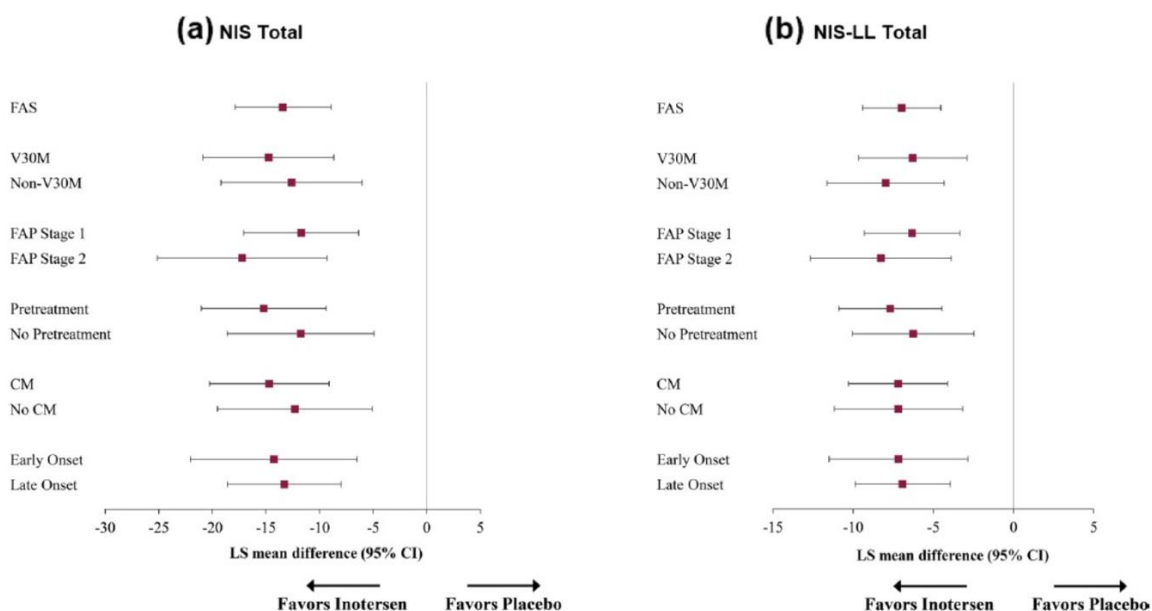 (a) NIS Total
FAS
V30M
Non-V30M
FAP Stage 1
FAP Stage 2
Pretreatment
No Pretreatment
CM
No CM
Early Onset
Late Onset
-30 -25 -20 -15 -10 -5 0 5
LS mean difference (95% CI)
Favors Inotersen Favors Placebo
(b) NIS-LL Total
FAS
V30M
Non-V30M
FAP Stage 1
FAP Stage 2
Pretreatment
No Pretreatment
CM
No CM
Early Onset
Late Onset
-15 -10 -5 0 5
LS mean difference (95% CI)
Favors Inotersen Favors Placebo